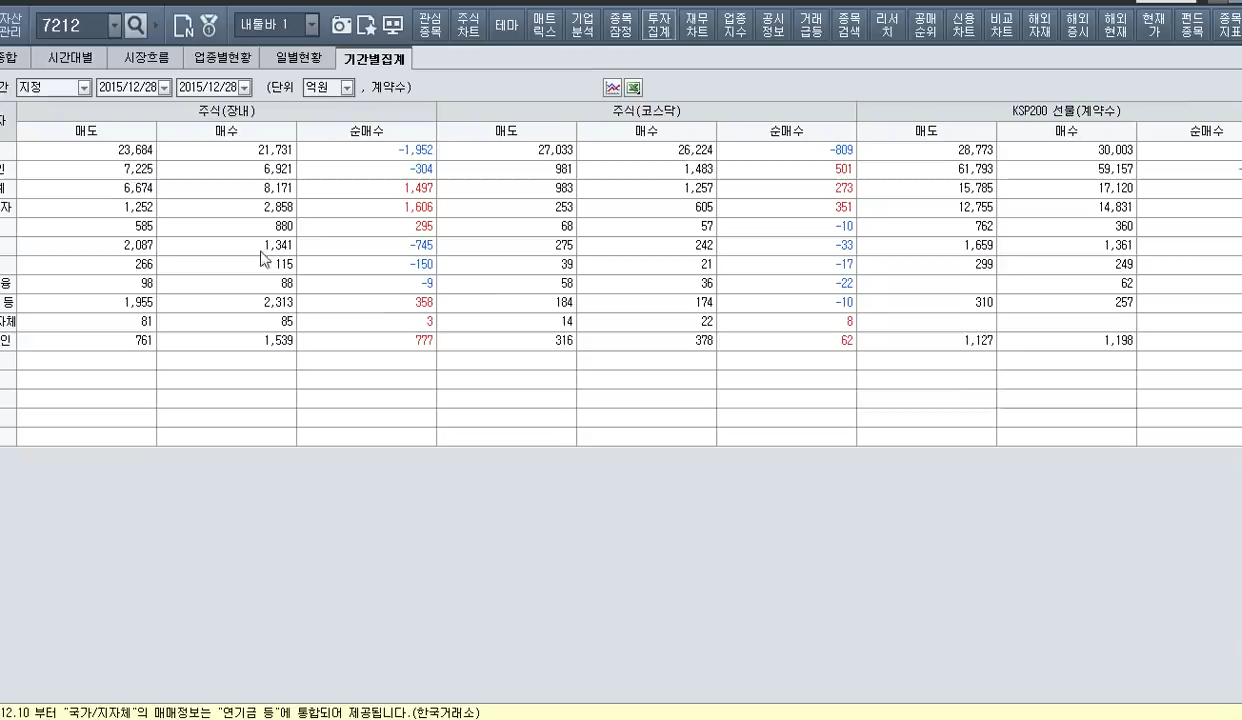 자산 관리 7212 내툴바 1 관심 종목 주식 차트 테마 매트 릭스 기업 분석 종목 잠정 투자 집계 재무 차트 업종 지수 공시 정보 거래 급등 종목 검색 리서 치 공매 순위 신용 차트 비교 차트 해외 자재 해외 증시 해외 현재 현재 가 펀드 종목 종목 지표
종합 시간대별 시장흐름 업종별현황 일별현황 기간별집계
간 지정 2015/12/28 2015/12/28 (단위 억원 , 계약수)
자 주식(장내) 주식(코스닥) KSP200 선물(계약수)
매도 매수 순매수 매도 매수 순매수 매도 매수 순매수
23,684 21,731 -1,952 27,033 26,224 -809 28,773 30,003
인 7,225 6,921 -304 981 1,483 501 61,793 59,157 -
계 6,674 8,171 1,497 983 1,257 273 15,785 17,120
자 1,252 2,858 1,606 253 605 351 12,755 14,831
585 880 295 68 57 -10 762 360
2,087 1,341 -745 275 242 -33 1,659 1,361
266 115 -150 39 21 -17 299 249
융 98 88 -9 58 36 -22 62
등 1,955 2,313 358 184 174 -10 310 257
자체 81 85 3 14 22 8
인 761 1,539 777 316 378 62 1,127 1,198
12.10 부터 "국가/지자체"의 매매정보는 "연기금 등"에 통합되어 제공됩니다.(한국거래소)